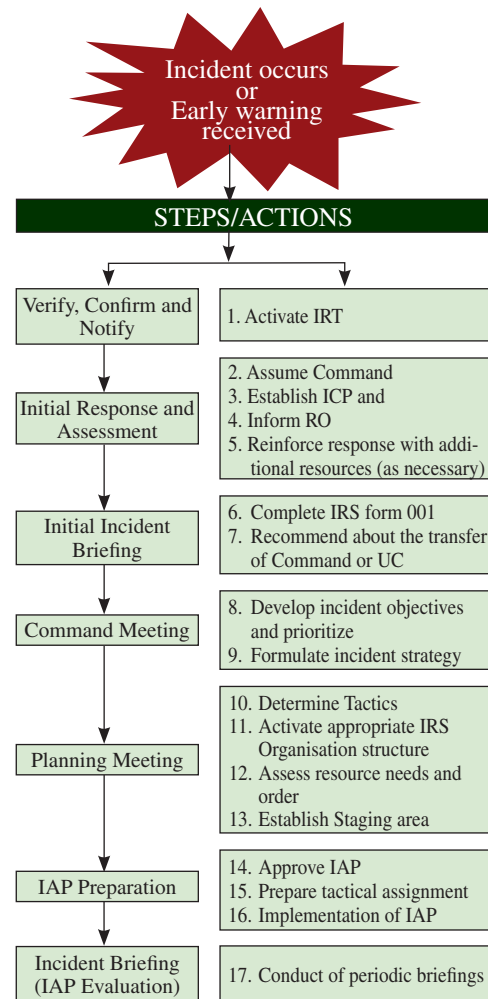 Incident occurs
or
Early warning
received
STEPS/ACTIONS
Verify, Confirm and
Notify
1. Activate IRT
Initial Response and
Assessment
2. Assume Command
3. Establish ICP and
4. Inform RO
5. Reinforce response with addi-
tional resources (as necessary)
Initial Incident
Briefing
6. Complete IRS form 001
7. Recommend about the transfer
of Command or UC
Command Meeting
8. Develop incident objectives
and prioritize
9. Formulate incident strategy
Planning Meeting
10. Determine Tactics
11. Activate appropriate IRS
Organisation structure
12. Assess resource needs and
order
13. Establish Staging area
IAP Preparation
14. Approve IAP
15. Prepare tactical assignment
16. Implementation of IAP
Incident Briefing
(IAP Evaluation)
17. Conduct of periodic briefings